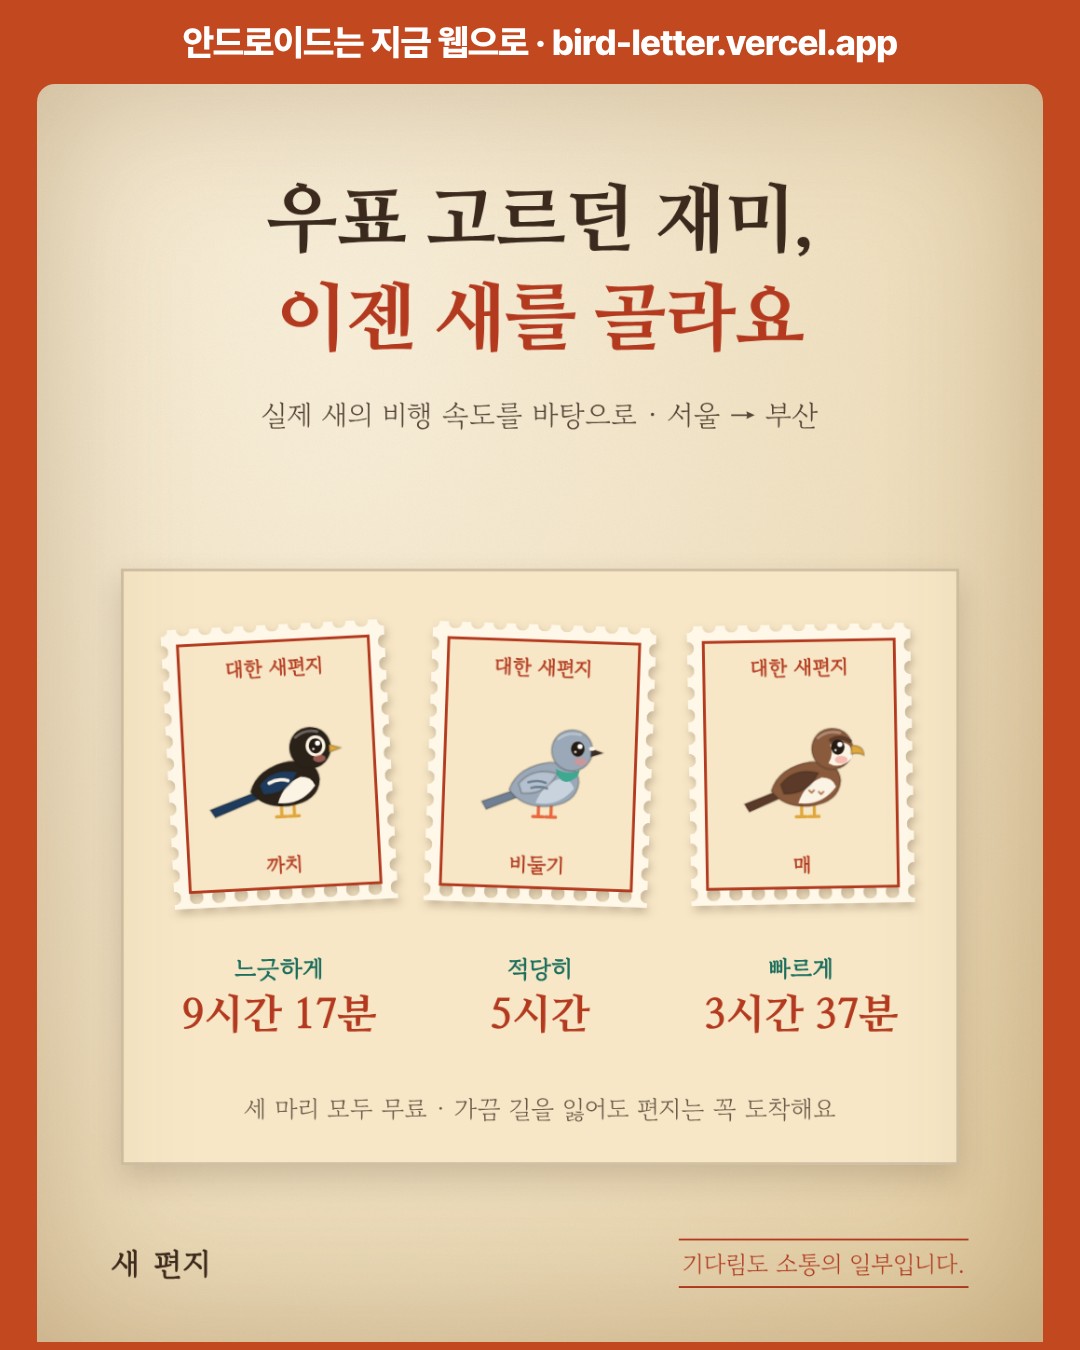 안드로이드는 지금 웹으로 · bird-letter.vercel.app
우표 고르던 재미,
이젠 새를 골라요
실제 새의 비행 속도를 바탕으로 · 서울 → 부산
대한 새편지
까치
대한 새편지
비둘기
대한 새편지
매
느긋하게
9시간 17분
적당히
5시간
빠르게
3시간 37분
세 마리 모두 무료 · 가끔 길을 잃어도 편지는 꼭 도착해요
새 편지
기다림도 소통의 일부입니다.